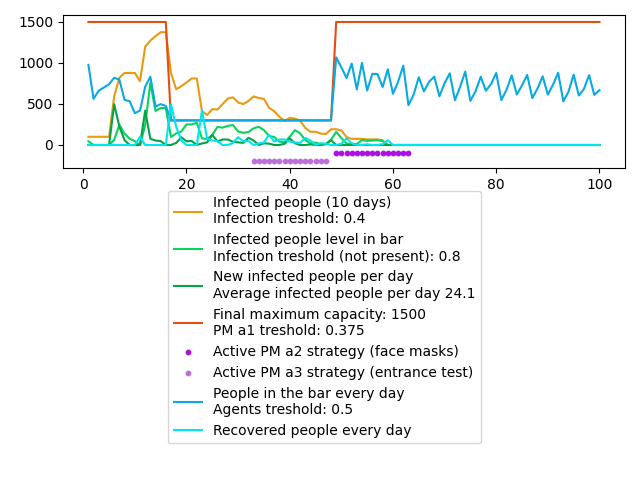 1500
1000
500
0
0
20
40
60
80
100
Infected people (10 days)
Infection treshold: 0.4
Infected people level in bar
Infection treshold (not present): 0.8
New infected people per day
Average infected people per day 24.1
Final maximum capacity: 1500
PM a1 treshold: 0.375
Active PM a2 strategy (face masks)
Active PM a3 strategy (entrance test)
People in the bar every day
Agents treshold: 0.5
Recovered people every day